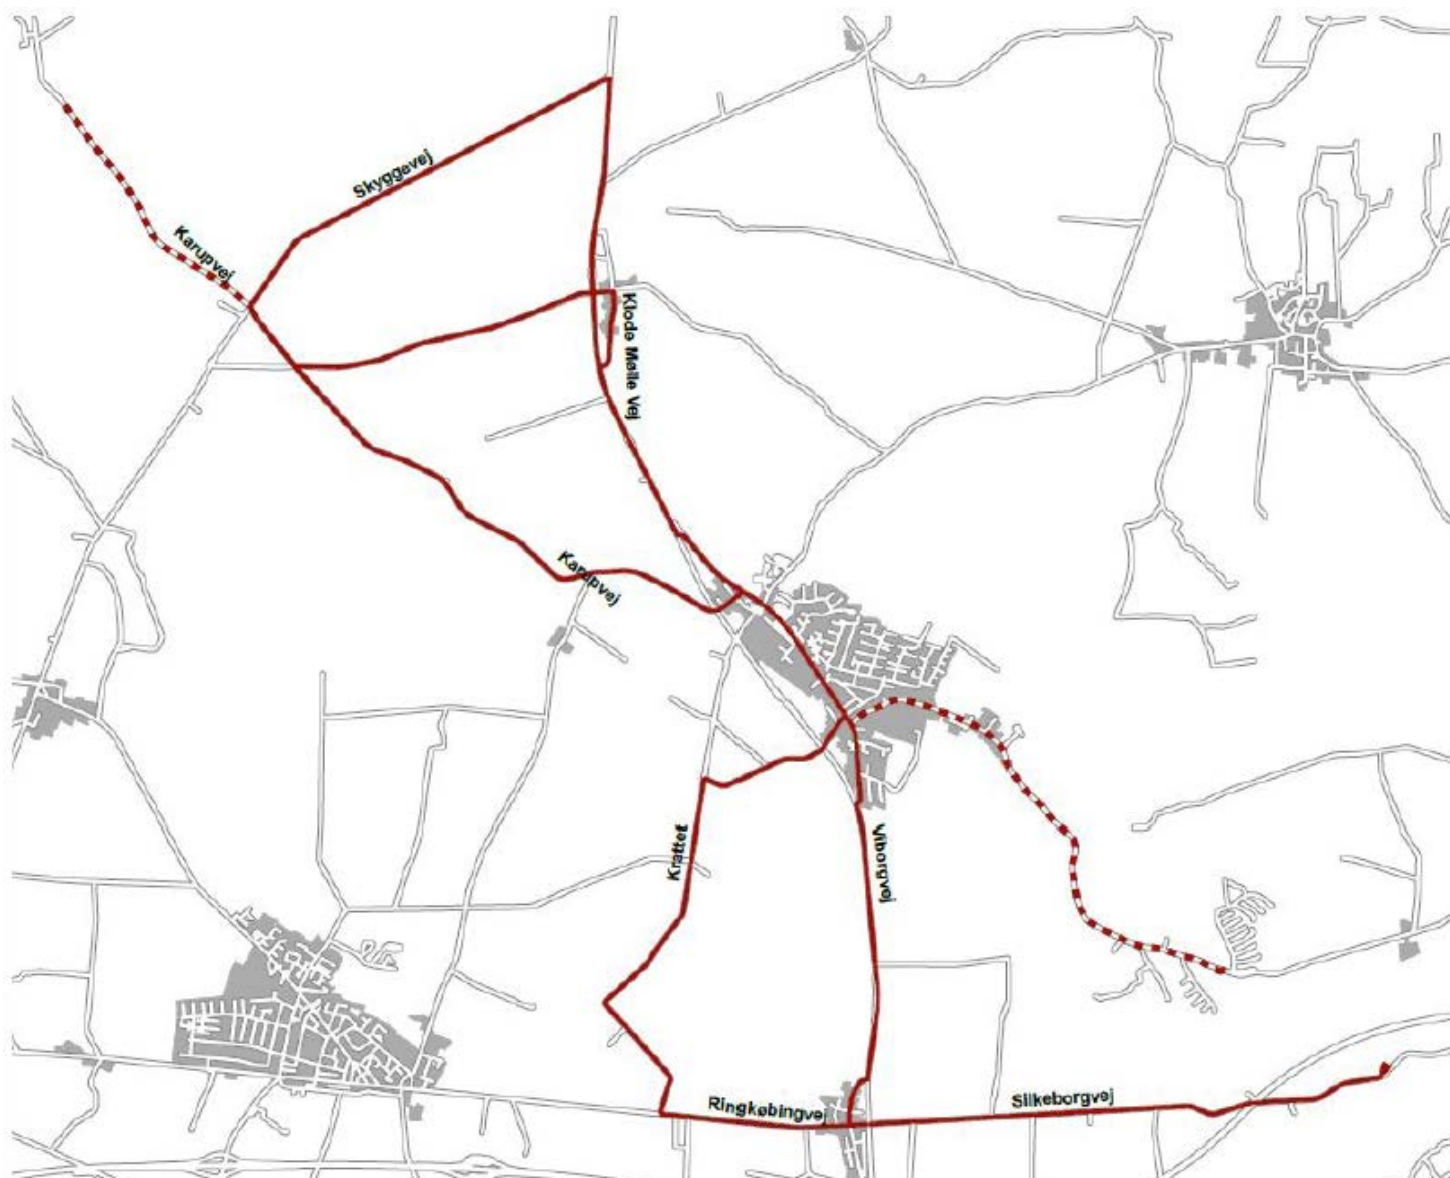 Skyggevej
Karupvej
Klode Mølle Vej
Karupvej
Krattet
Viborgvej
Ringkøbingvej
Silkeborgvej